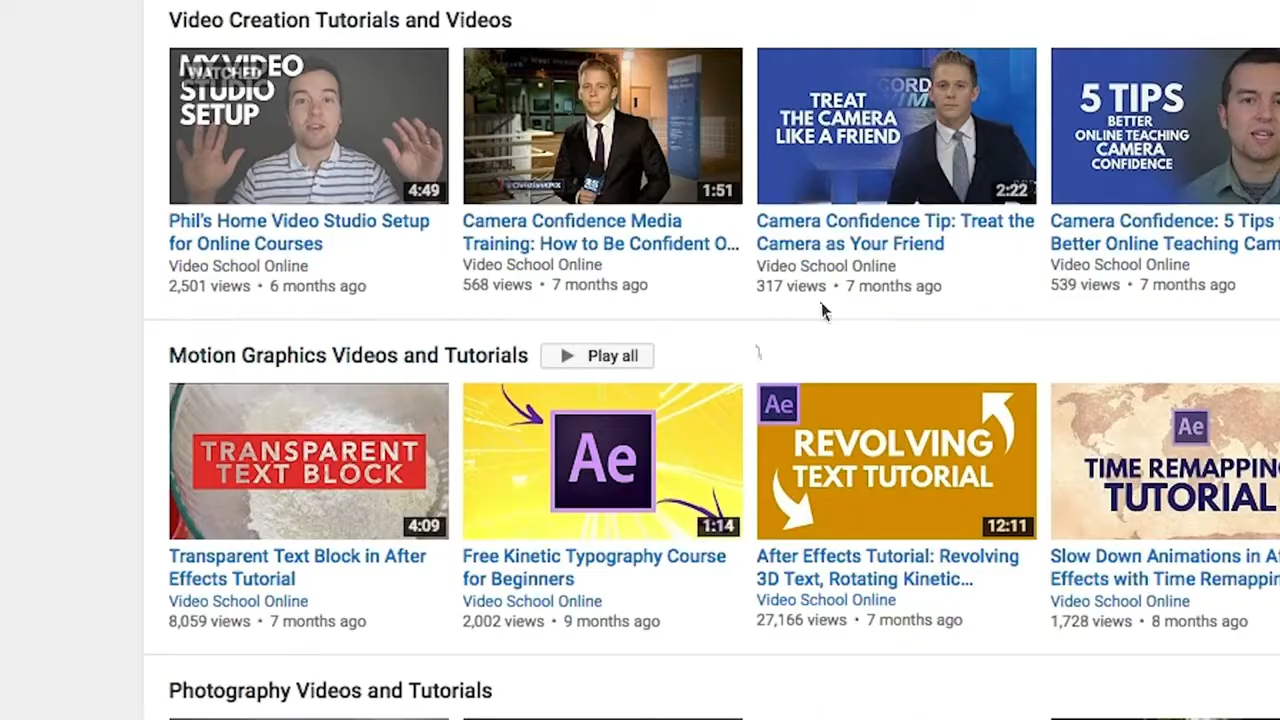 Video Creation Tutorials and Videos
MY VIDEO
WATCHED
STUDIO
SETUP
4:49
@ChristianKPIX
1:51
CORD
TREAT
THE CAMERA
LIKE A FRIEND
2:22
5 TIPS
BETTER
ONLINE TEACHING
CAMERA
CONFIDENCE
Phil's Home Video Studio Setup
for Online Courses
Video School Online
2,501 views • 6 months ago
Camera Confidence Media
Training: How to Be Confident O...
Video School Online
568 views • 7 months ago
Camera Confidence Tip: Treat the
Camera as Your Friend
Video School Online
317 views • 7 months ago
Camera Confidence: 5 Tips
Better Online Teaching Cam
Video School Online
539 views • 7 months ago
Motion Graphics Videos and Tutorials
Play all
TRANSPARENT
TEXT BLOCK
4:09
Ae
1:14
Ae
REVOLVING
TEXT TUTORIAL
12:11
Ae
TIME REMAPPING
TUTORIAL
Transparent Text Block in After
Effects Tutorial
Video School Online
8,059 views • 7 months ago
Free Kinetic Typography Course
for Beginners
Video School Online
2,002 views • 9 months ago
After Effects Tutorial: Revolving
3D Text, Rotating Kinetic...
Video School Online
27,166 views • 7 months ago
Slow Down Animations in A
Effects with Time Remappin
Video School Online
1,728 views • 8 months ago
Photography Videos and Tutorials